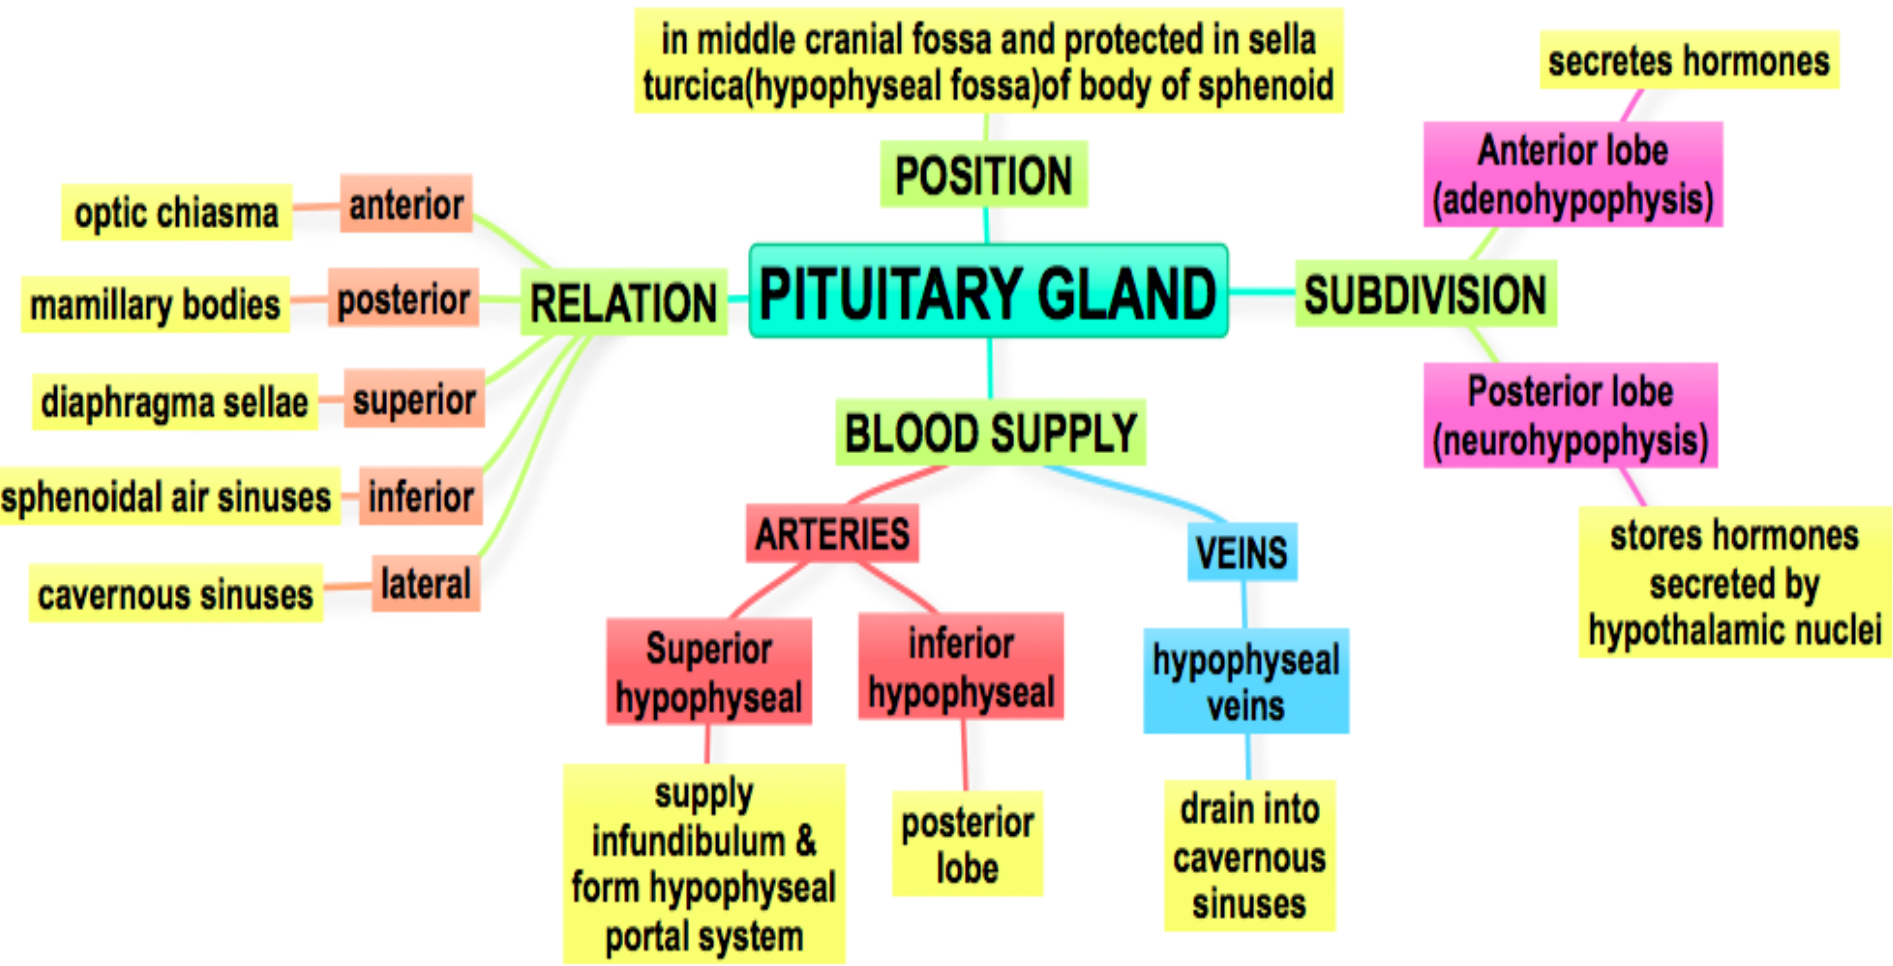 in middle cranial fossa and protected in sella
turcica(hypophyseal fossa)of body of sphenoid
POSITION
PITUITARY GLAND
RELATION
anterior
optic chiasma
posterior
mamillary bodies
superior
diaphragma sellae
inferior
sphenoidal air sinuses
lateral
cavernous sinuses
SUBDIVISION
Anterior lobe
(adenohypophysis)
secretes hormones
Posterior lobe
(neurohypophysis)
stores hormones
secreted by
hypothalamic nuclei
BLOOD SUPPLY
ARTERIES
Superior
hypophyseal
supply
infundibulum &
form hypophyseal
portal system
inferior
hypophyseal
posterior
lobe
VEINS
hypophyseal
veins
drain into
cavernous
sinuses